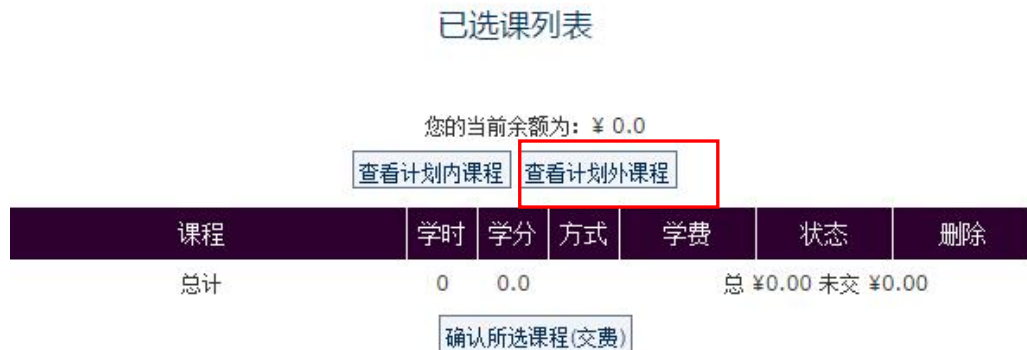 已选课列表
您的当前余额为: ¥ 0.0
查看计划内课程 查看计划外课程
课程 学时 学分 方式 学费 状态 删除
总计 0 0.0 总 ¥0.00 未交 ¥0.00
确认所选课程(交费)